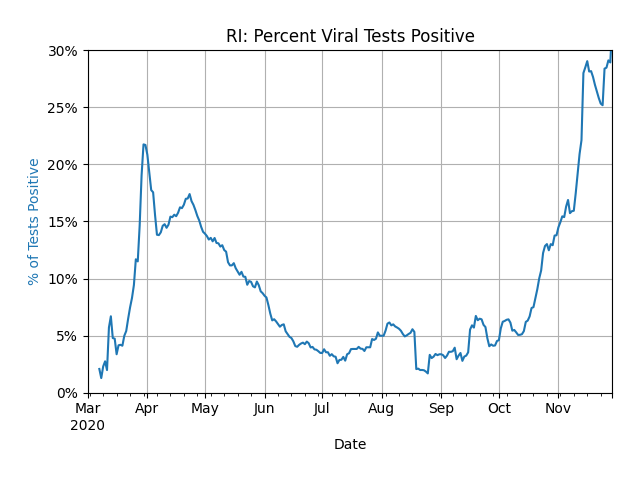 RI: Percent Viral Tests Positive
30%
25%
20%
15%
10%
5%
0%
% of Tests Positive
Mar Apr May Jun Jul Aug Sep Oct Nov
2020
Date